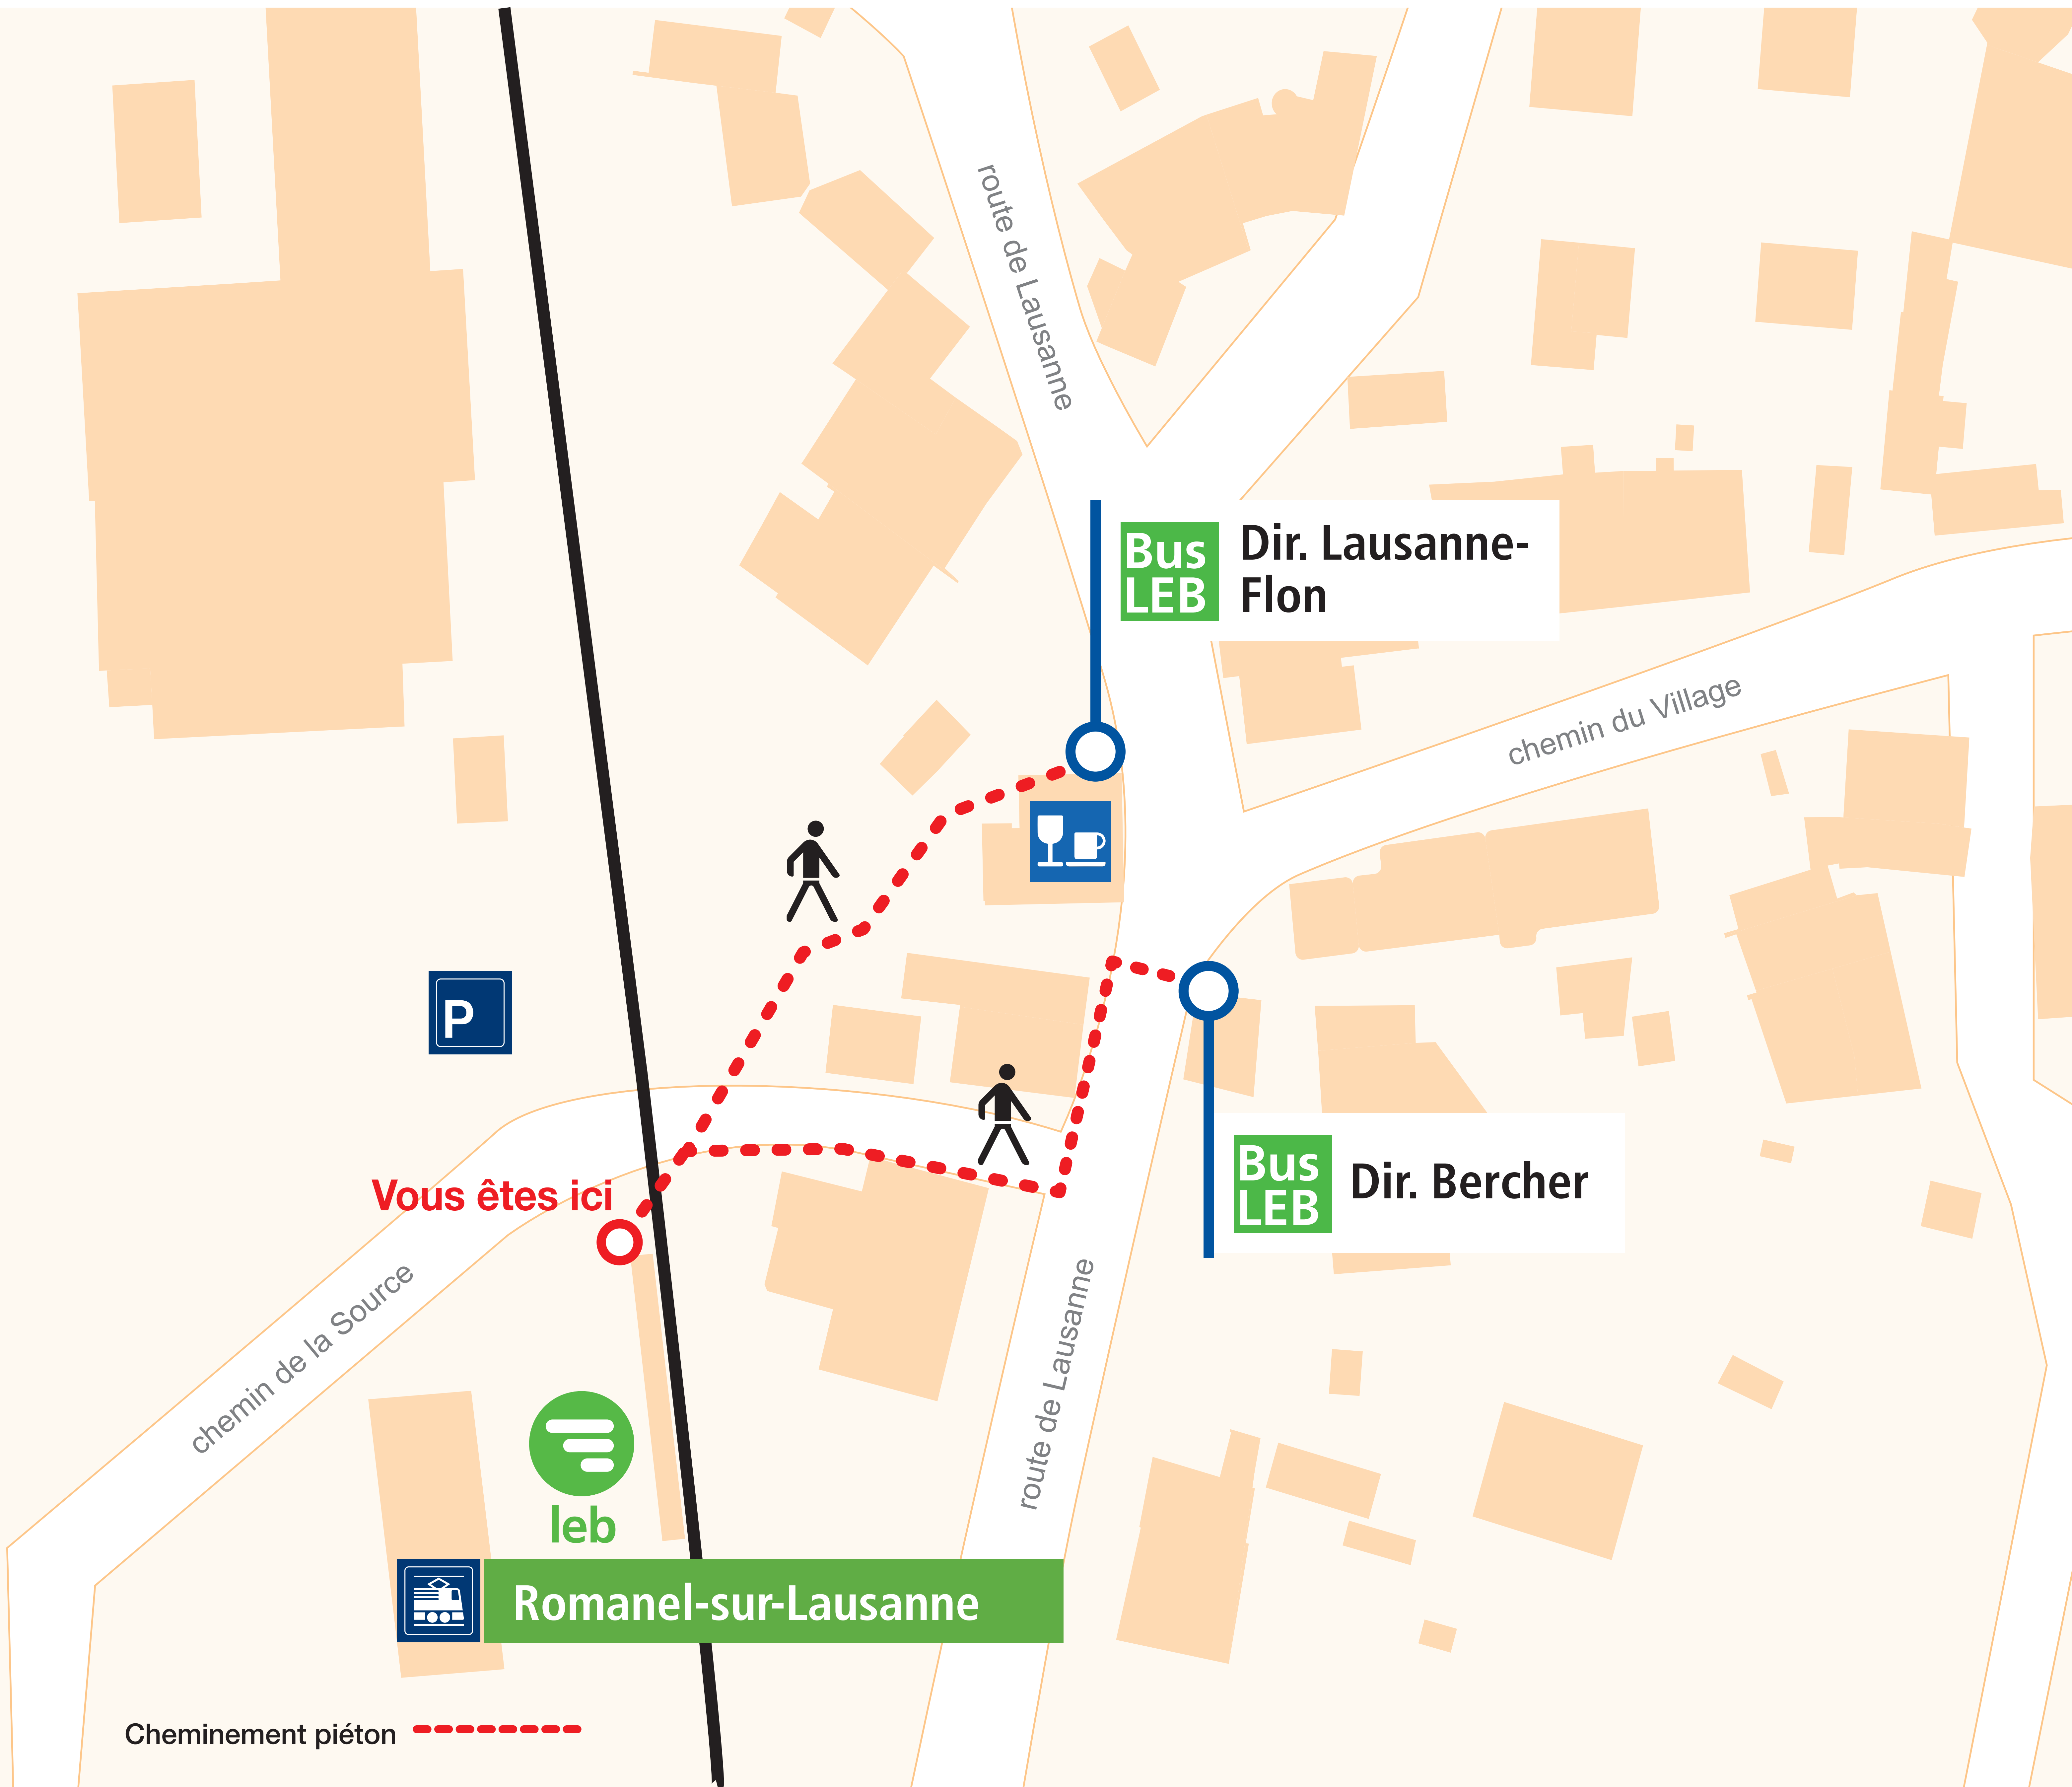 route de Lausanne
Bus
LEB
Dir. Lausanne-
Flon
chemin du Village
P
Vous êtes ici
Bus
LEB
Dir. Bercher
chemin de la Source
route de Lausanne
leb
Romanel-sur-Lausanne
Cheminement piéton